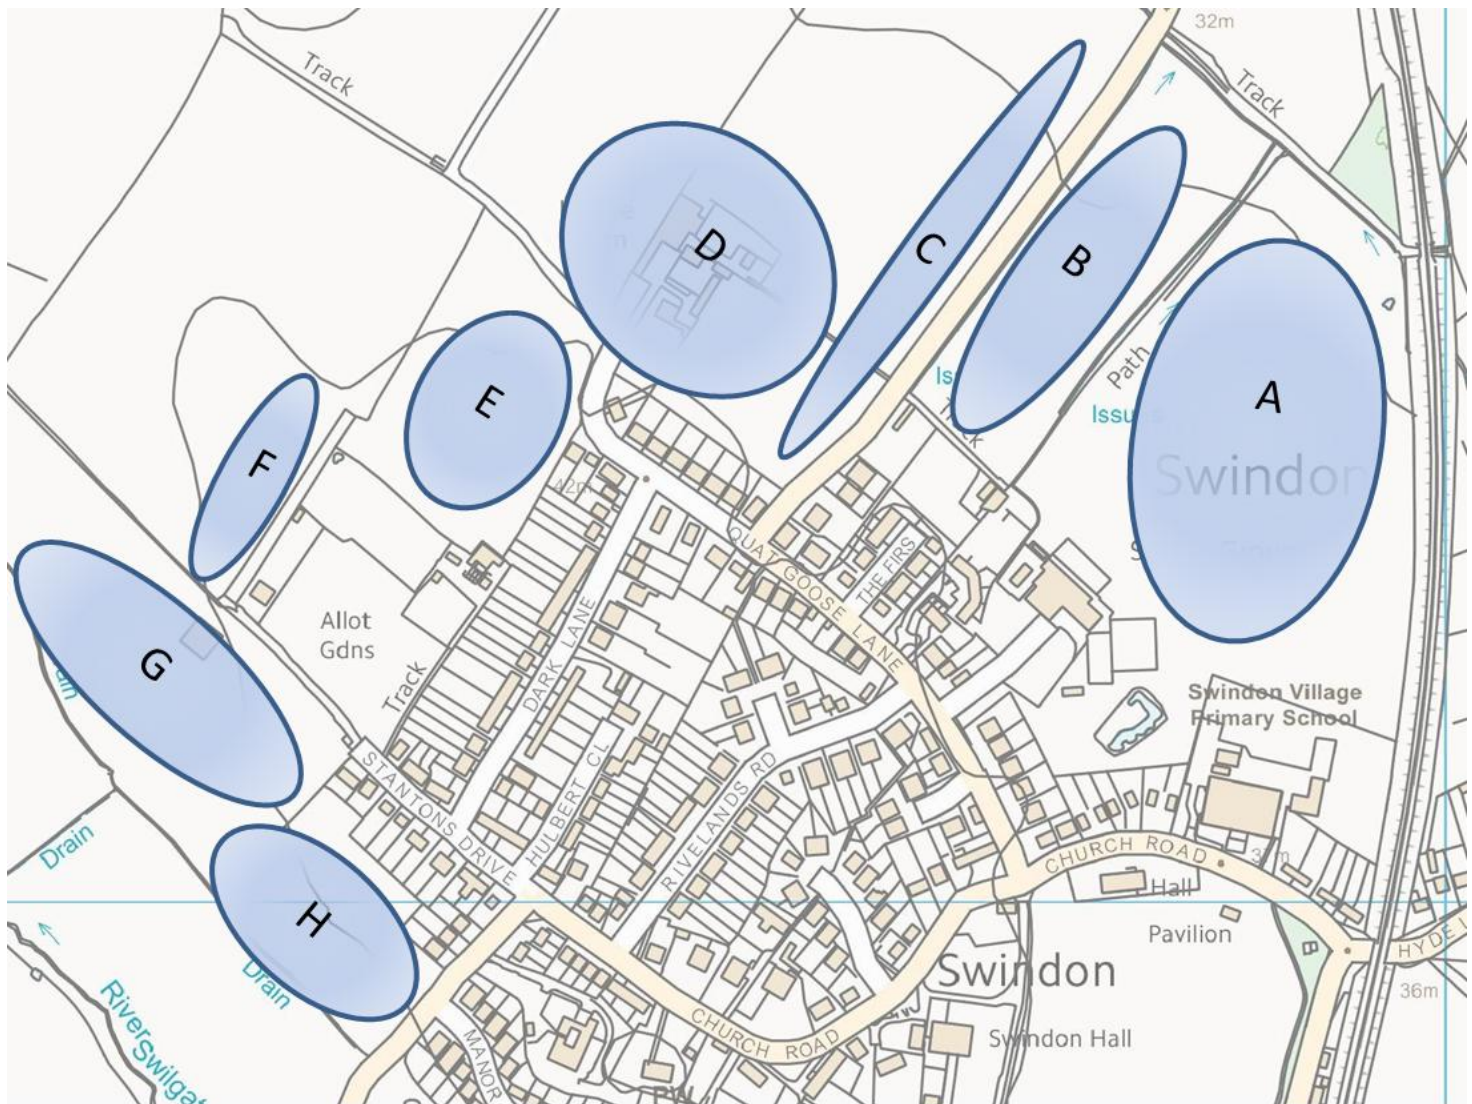 32m
Track
Track
D
C
B
E
A
F
Path
Swindon
42m
QUAT GOOSE LANE
THE FIRS
DARK LANE
Allot
Gdns
Track
G
Swindon Village
Primary School
STANTONS DRIVE
HULBERT CL
RIVELANDS RD
Drain
CHURCH ROAD
Hall
H
Pavilion
HYDE
Drain
Swindon
36m
River
CHURCH ROAD
Swindon Hall
MANOR